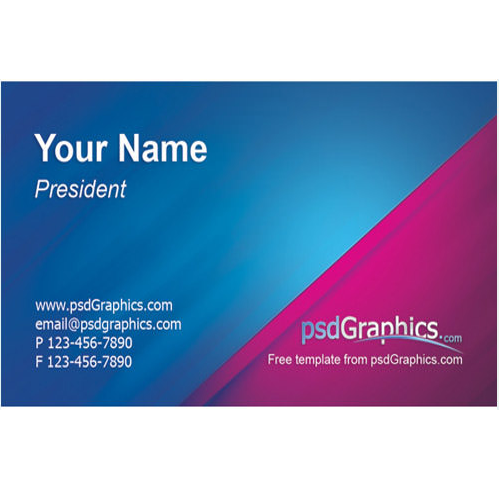 Your Name
President
www.psdGraphics.com
email@psdgraphics.com
P 123-456-7890
F 123-456-7890
psdGraphics.com
Free template from psdGraphics.com